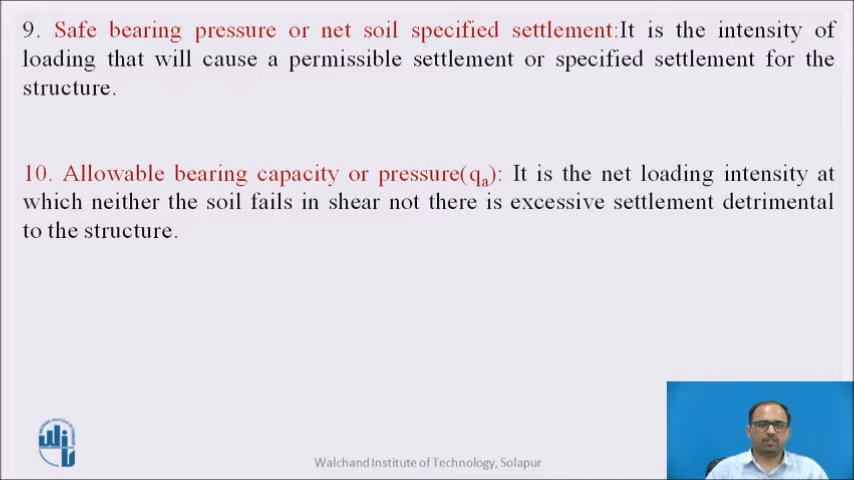 9. Safe bearing pressure or net soil specified settlement:It is the intensity of
loading that will cause a permissible settlement or specified settlement for the
structure.
10. Allowable bearing capacity or pressure(qa): It is the net loading intensity at
which neither the soil fails in shear not there is excessive settlement detrimental
to the structure.
Walchand Institute of Technology, Solapur